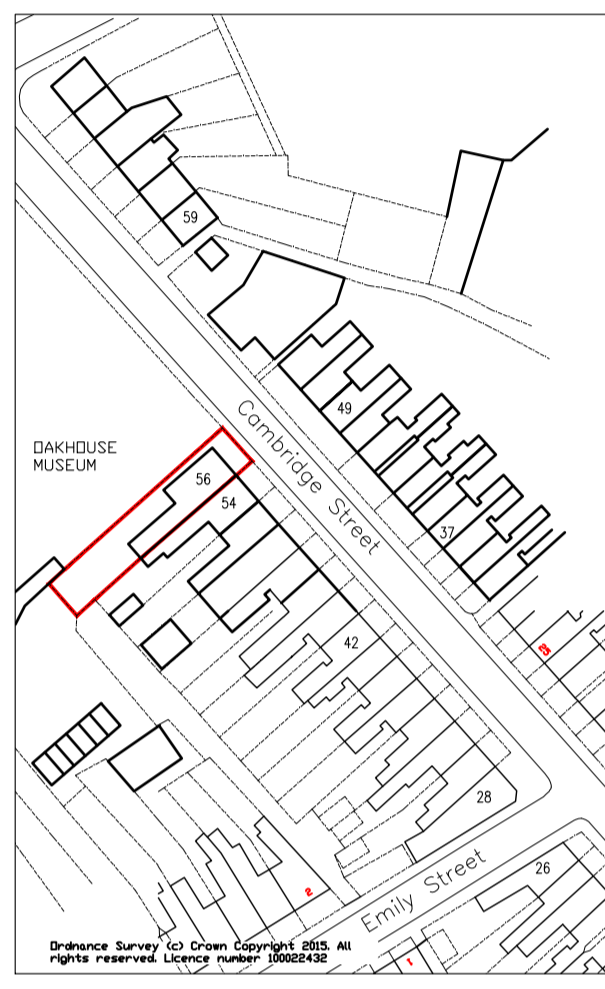 59
Cambridge Street
49
OAKHOUSE
MUSEUM
56
54
37
42
25
28
2
Emily Street
26
1
Ordnance Survey (c) Crown Copyright 2015. All
rights reserved. Licence number 100022432